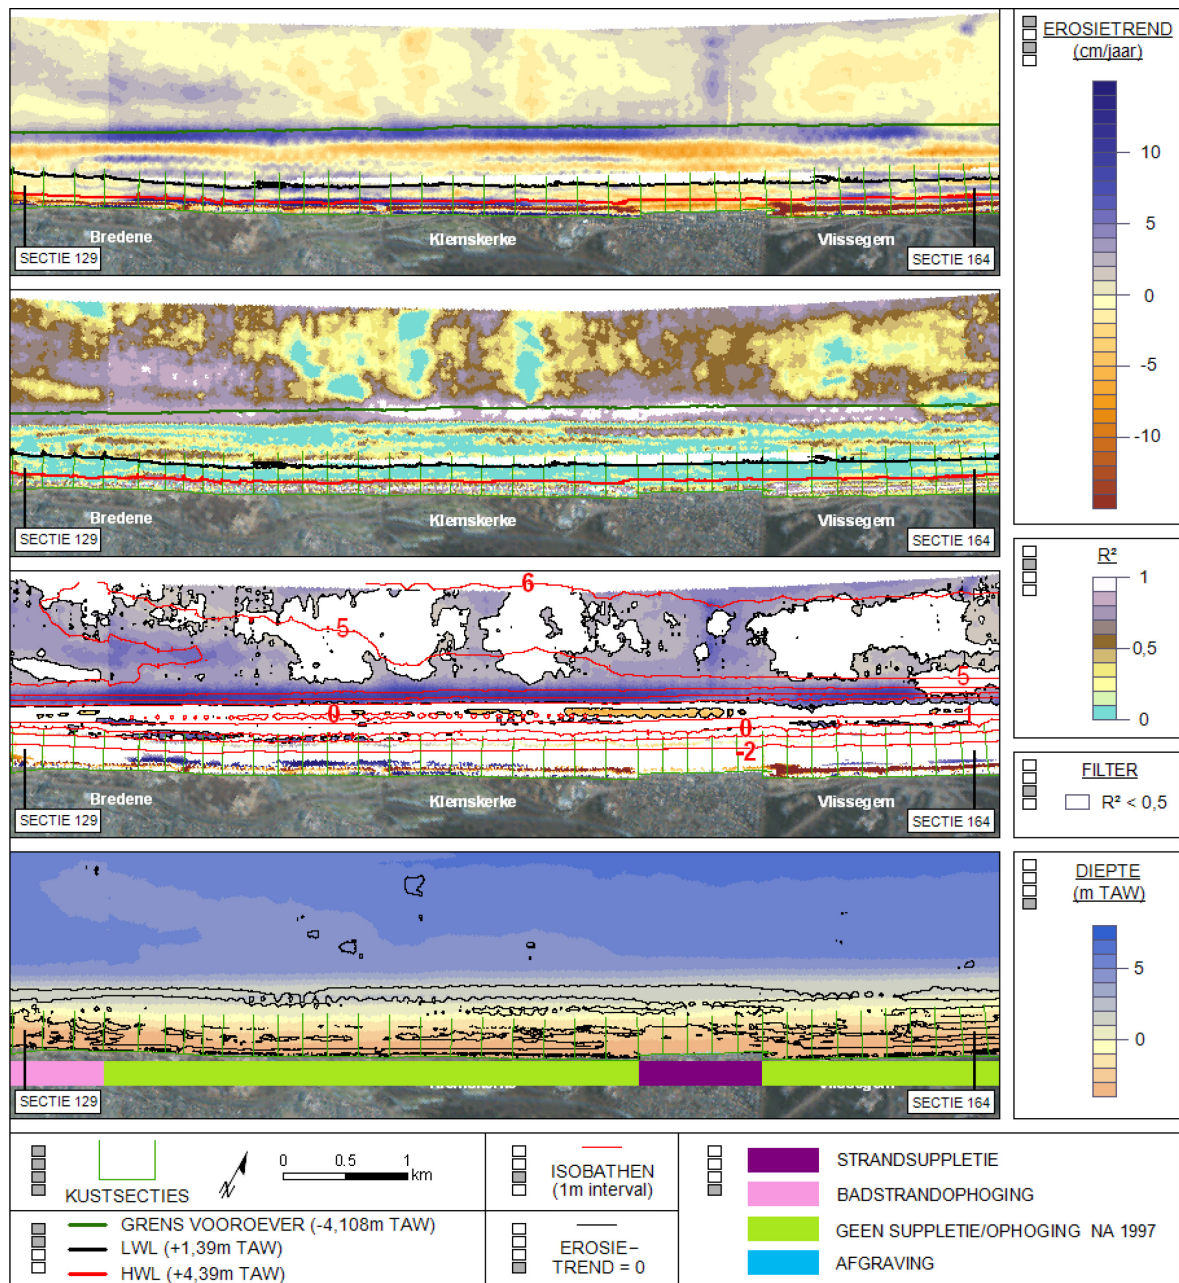 Bredene
Klemskerke
Vlissegem
SECTIE 129
SECTIE 164
EROSIETREND
(cm/jaar)
10
5
0
-5
-10
Bredene
Klemskerke
Vlissegem
SECTIE 129
SECTIE 164
R²
1
0,5
0
6
5
5
0
1
0
-2
Bredene
Klemskerke
Vlissegem
SECTIE 129
SECTIE 164
FILTER
R² < 0,5
DIEPTE
(m TAW)
5
0
Klemskerke
Vlissegem
SECTIE 129
SECTIE 164
KUSTSECTIES
N
0 0.5 1
km
GRENS VOOROEVER (-4,108m TAW)
LWL (+1,39m TAW)
HWL (+4,39m TAW)
ISOBATHEN
(1m interval)
EROSIE-
TREND = 0
STRANDSUPPLETIE
BADSTRANDOPHOGING
GEEN SUPPLETIE/OPHOGING NA 1997
AFGRAVING